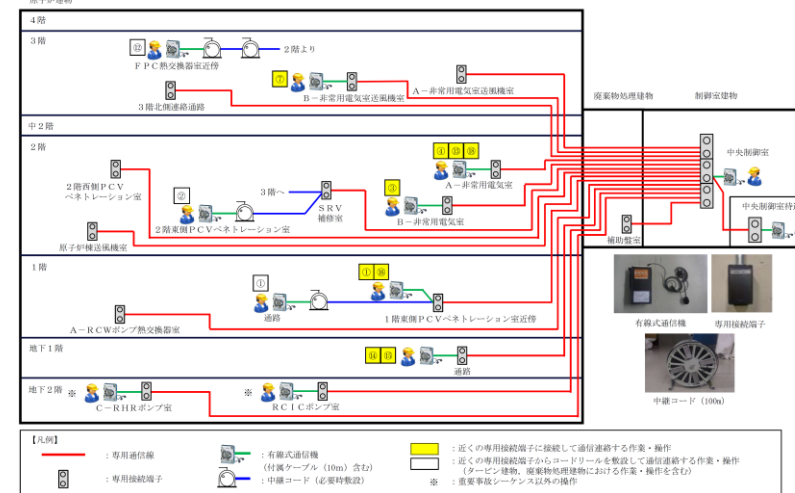 原子炉建物
4階
3階
⑫
2階より
FPC熱交換器室近傍
⑦
B－非常用電気室送風機室
A－非常用電気室送風機室
3階北側連絡通路
廃棄物処理建物
制御室建物
中2階
2階
2階西側PCV
ペネトレーション室
②
3階へ
SRV
補修室
2階東側PCVペネトレーション室
③
B－非常用電気室
A－非常用電気室
原子炉棟送風機室
中央制御室
中央制御室待
補助盤室
1階
①
通路
1階東側PCVペネトレーション室近傍
A－RCWポンプ熱交換器室
地下1階
通路
地下2階
※
C－RHRポンプ室
※
RCICポンプ室
有線式通信機
専用接続端子
中継コード（100m）
【凡例】
：専用通信線
：専用接続端子
：有線式通信機
（付属ケーブル（10m）含む）
：中継コード（必要時敷設）
：近くの専用接続端子に接続して通信連絡する作業・操作
：近くの専用接続端子からコードリールを敷設して通信連絡する作業・操作
（タービン建物，廃棄物処理建物における作業・操作を含む）
※ ：重要事故シーケンス以外の操作